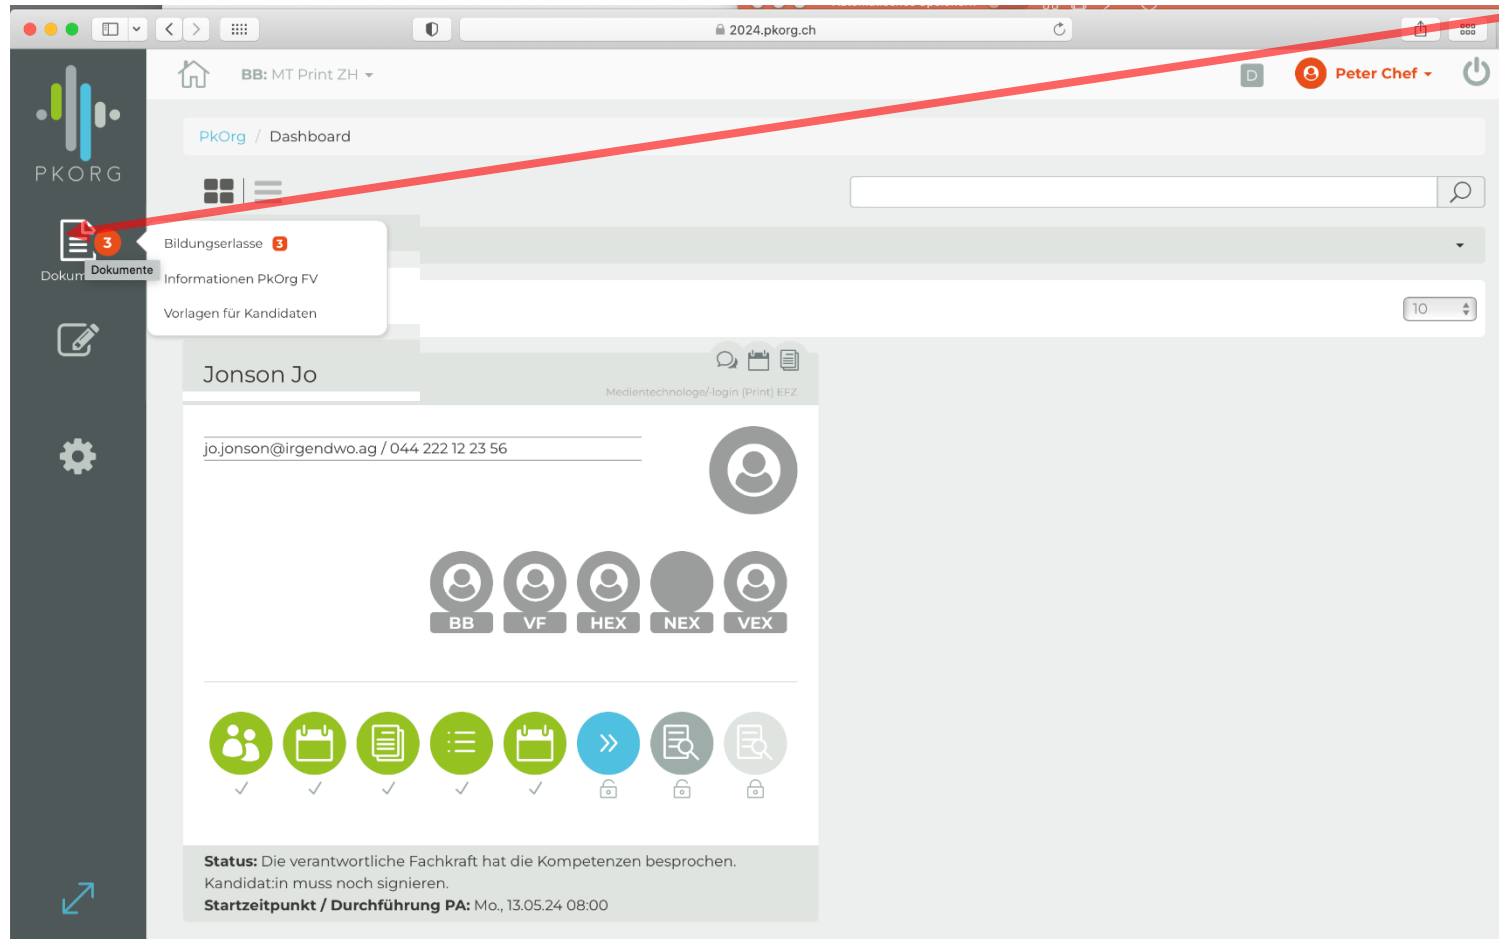 2024.pkorg.ch
BB: MT Print ZH
D
Peter Chef
PKORG
PkOrg / Dashboard
3
Dokum
Dokumente
Bildungserlasse 3
Informationen PkOrg FV
Vorlagen für Kandidaten
10
Jonson Jo
Medientechnologe/-login (Print) EFZ
jo.jonson@irgendwo.ag / 044 222 12 23 56
BB VF HEX NEX VEX
Status: Die verantwortliche Fachkraft hat die Kompetenzen besprochen.
Kandidat:in muss noch signieren.
Startzeitpunkt / Durchführung PA: Mo., 13.05.24 08:00